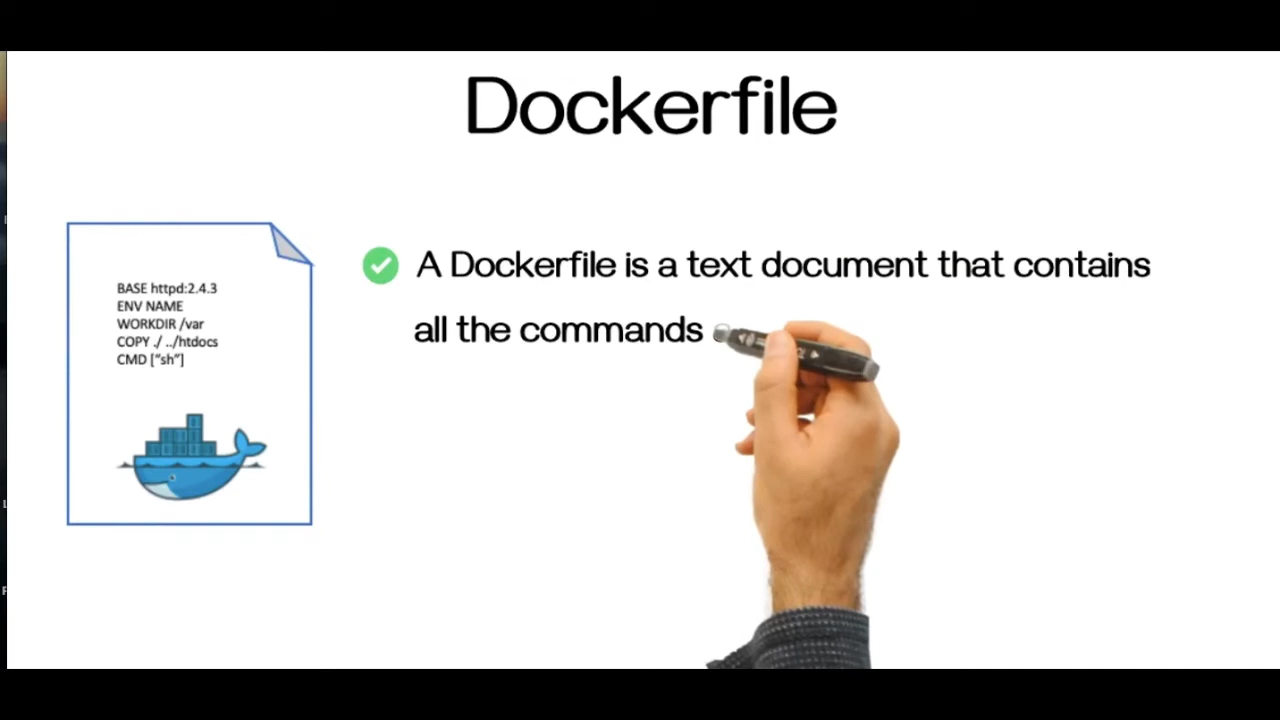 Dockerfile
BASE httpd:2.4.3
ENV NAME
WORKDIR /var
COPY ./ ../htdocs
CMD [“sh”]
A Dockerfile is a text document that contains
all the commands